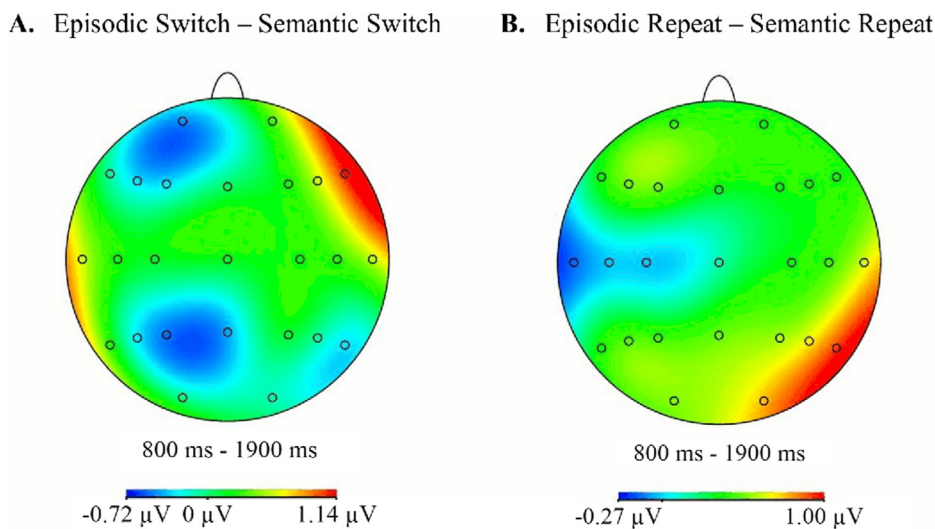 A. Episodic Switch – Semantic Switch
B. Episodic Repeat – Semantic Repeat
800 ms - 1900 ms
800 ms - 1900 ms
-0.72 µV 0 µV 1.14 µV
-0.27 µV 1.00 µV